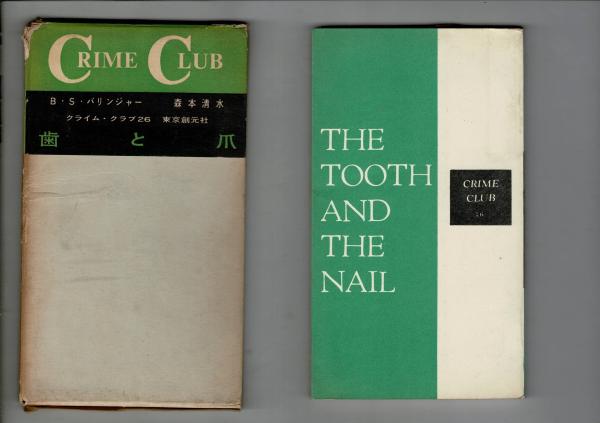 CRIME CLUB
B・S・バリンジャー 森本清水
クライム・クラブ26 東京創元社
歯と爪
THE
TOOTH
AND
THE
NAIL
CRIME
CLUB
26